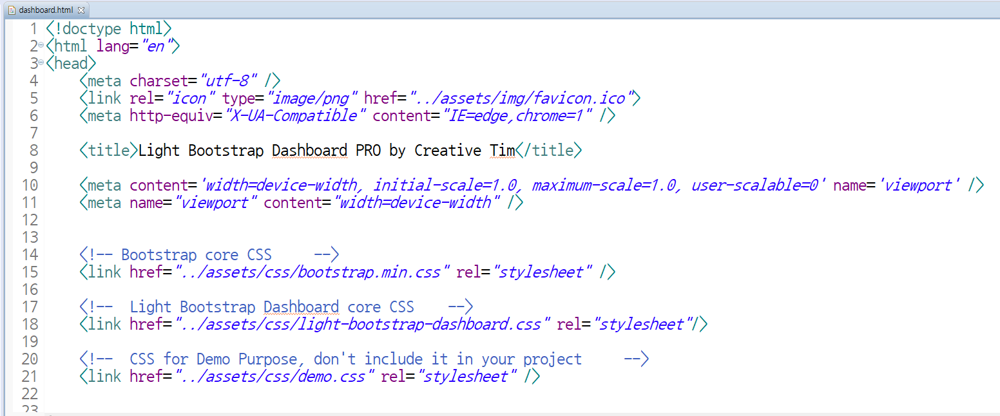 dashboard.html
1 <!doctype html>
2 <html lang="en">
3 <head>
4     <meta charset="utf-8" />
5     <link rel="icon" type="image/png" href="../assets/img/favicon.ico">
6     <meta http-equiv="X-UA-Compatible" content="IE=edge,chrome=1" />
7
8     <title>Light Bootstrap Dashboard PRO by Creative Tim</title>
9
10     <meta content='width=device-width, initial-scale=1.0, maximum-scale=1.0, user-scalable=0' name='viewport' />
11     <meta name="viewport" content="width=device-width" />
12
13
14     <!-- Bootstrap core CSS     -->
15     <link href="../assets/css/bootstrap.min.css" rel="stylesheet" />
16
17     <!--  Light Bootstrap Dashboard core CSS    -->
18     <link href="../assets/css/light-bootstrap-dashboard.css" rel="stylesheet"/>
19
20     <!--  CSS for Demo Purpose, don't include it in your project     -->
21     <link href="../assets/css/demo.css" rel="stylesheet" />
22
23